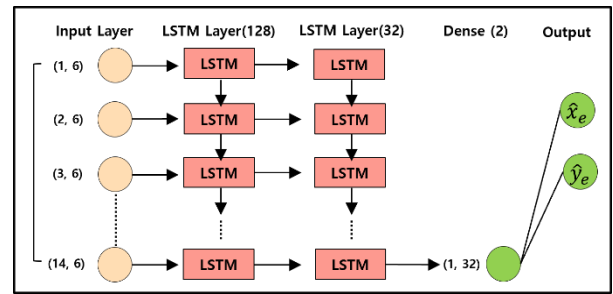 Input Layer LSTM Layer(128) LSTM Layer(32) Dense (2) Output
(1, 6) LSTM LSTM
(2, 6) LSTM LSTM x̂e
(3, 6) LSTM LSTM ŷe
(14, 6) LSTM LSTM (1, 32)